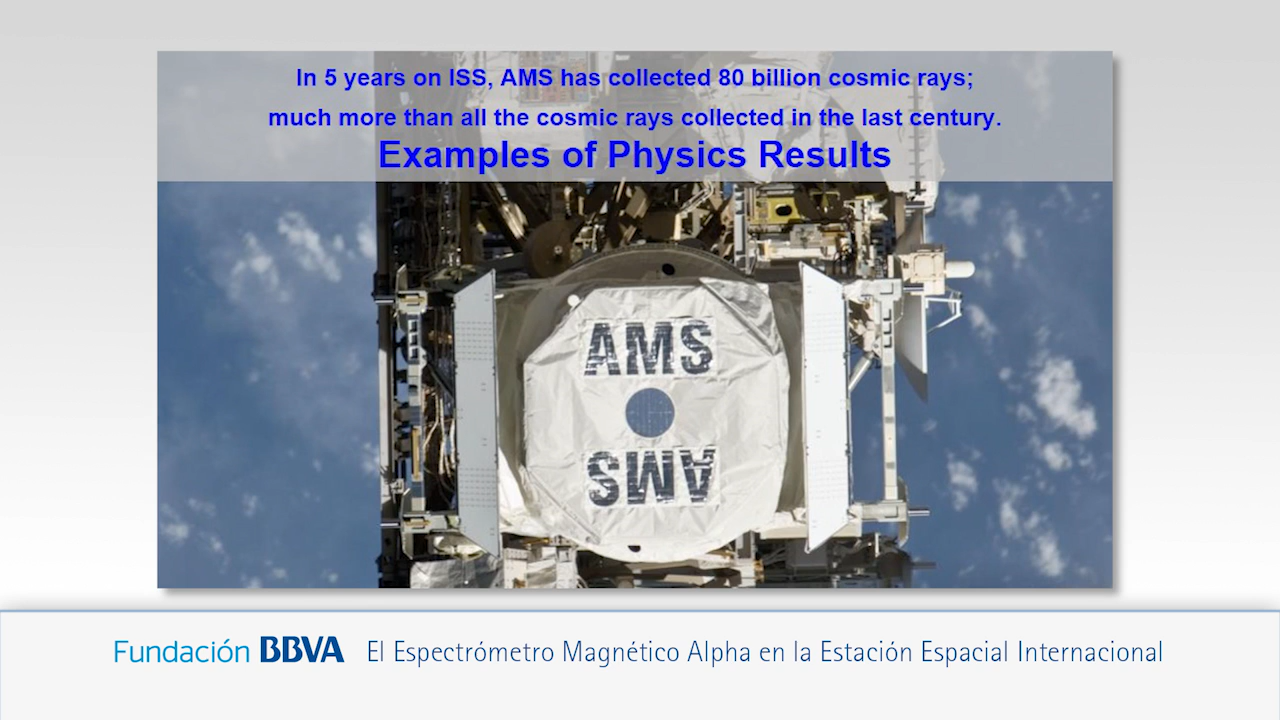 In 5 years on ISS, AMS has collected 80 billion cosmic rays;
much more than all the cosmic rays collected in the last century.
Examples of Physics Results
AMS
AMS
Fundación BBVA El Espectrómetro Magnético Alpha en la Estación Espacial Internacional